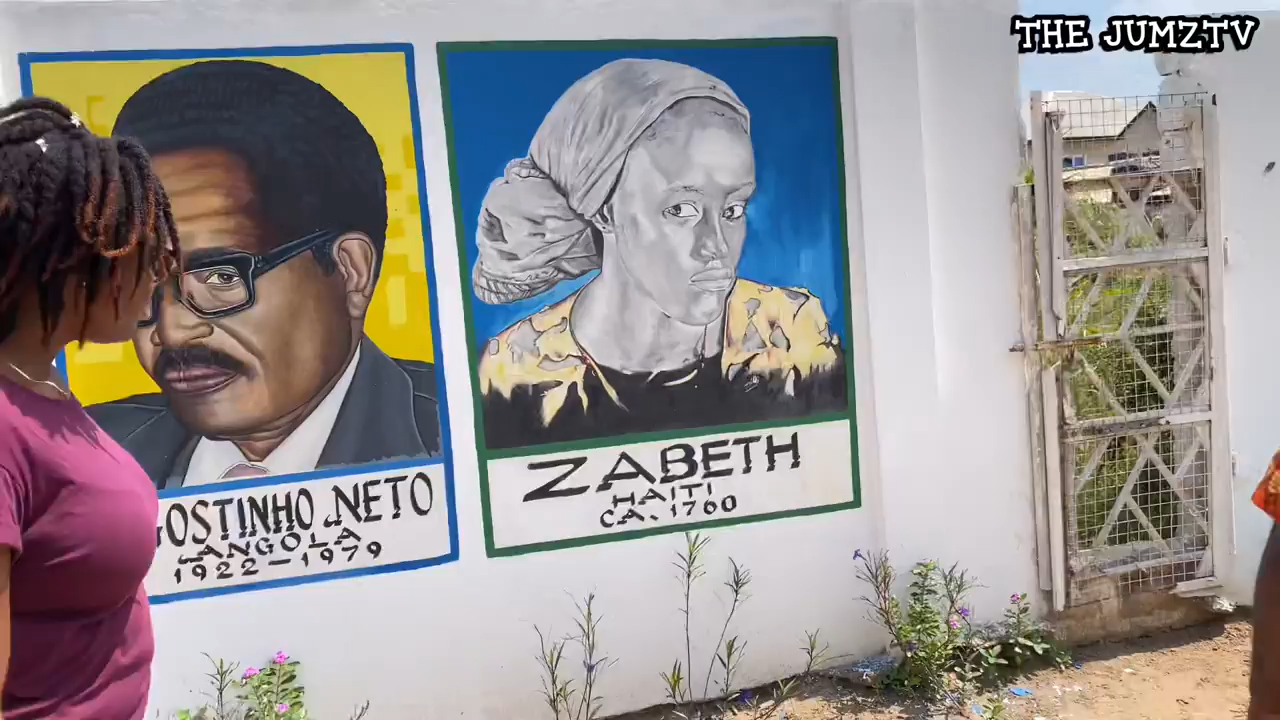 THE JUMZTV
GOSTINHO NETO
ANGOLA
1922-1979
ZABETH
HAITI
CA. 1760